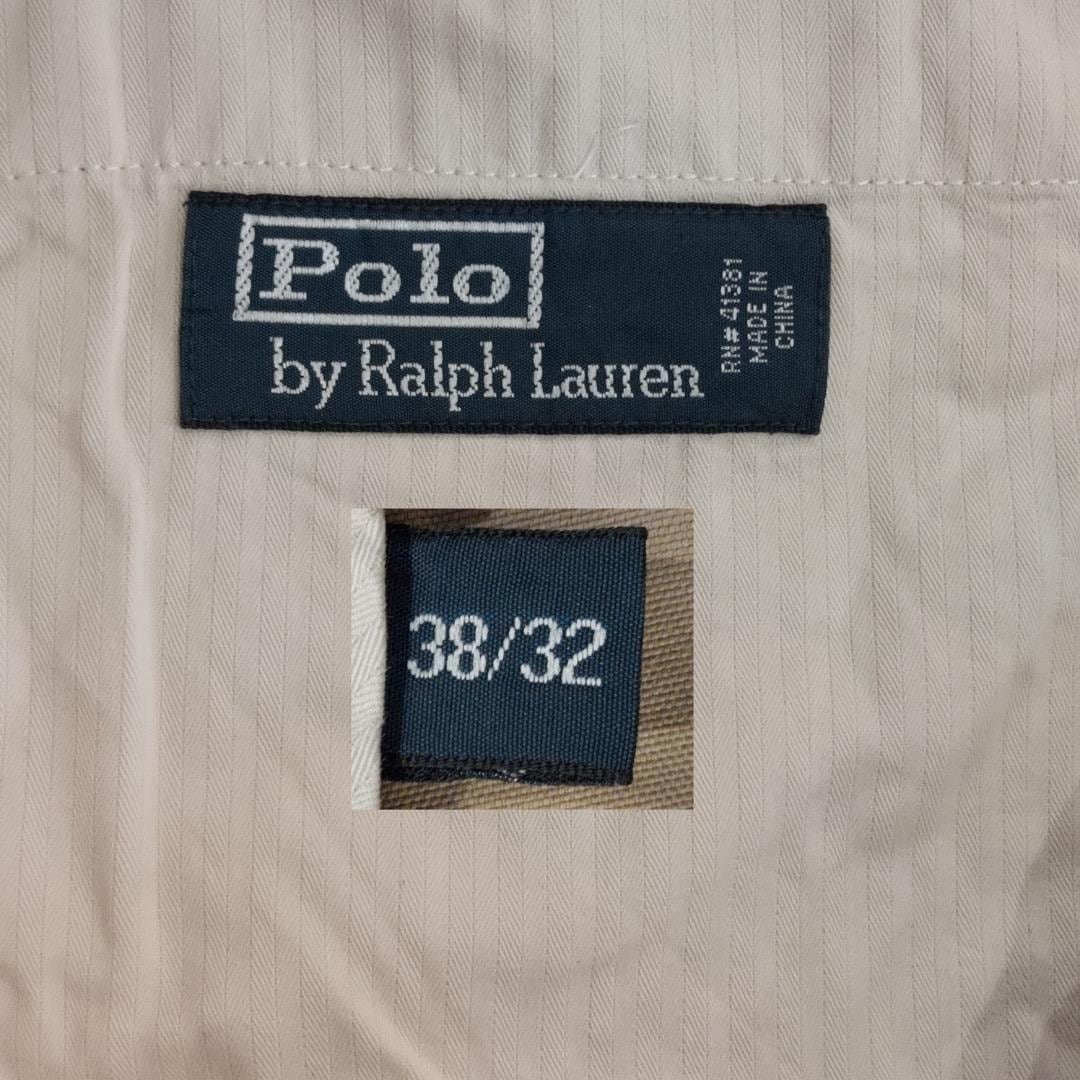 Polo
by Ralph Lauren
RN# 41381
MADE IN
CHINA
38/32